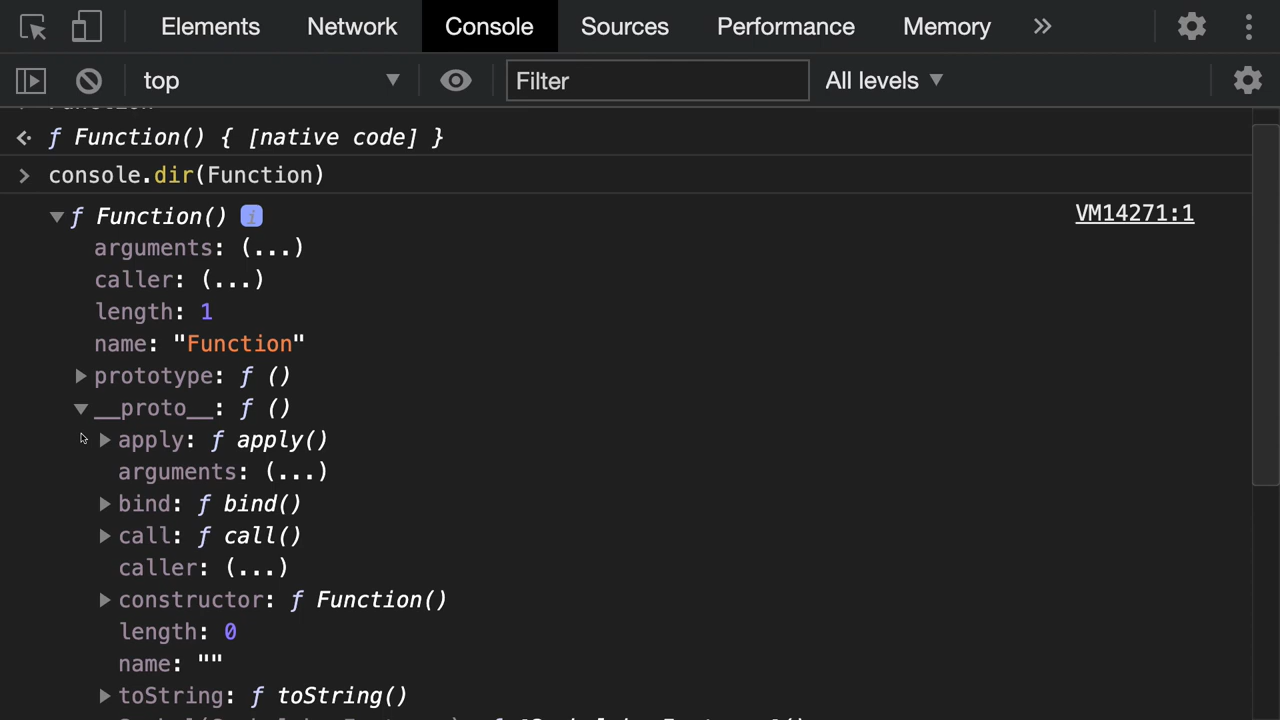 Elements Network Console Sources Performance Memory »
top ▼ Filter All levels ▼
Function
f Function() { [native code] }
> console.dir(Function)
▼ f Function() i VM14271:1
arguments: (...)
caller: (...)
length: 1
name: "Function"
▶ prototype: f ()
▼ __proto__: f ()
▶ apply: f apply()
arguments: (...)
▶ bind: f bind()
▶ call: f call()
caller: (...)
▶ constructor: f Function()
length: 0
name: ""
▶ toString: f toString()